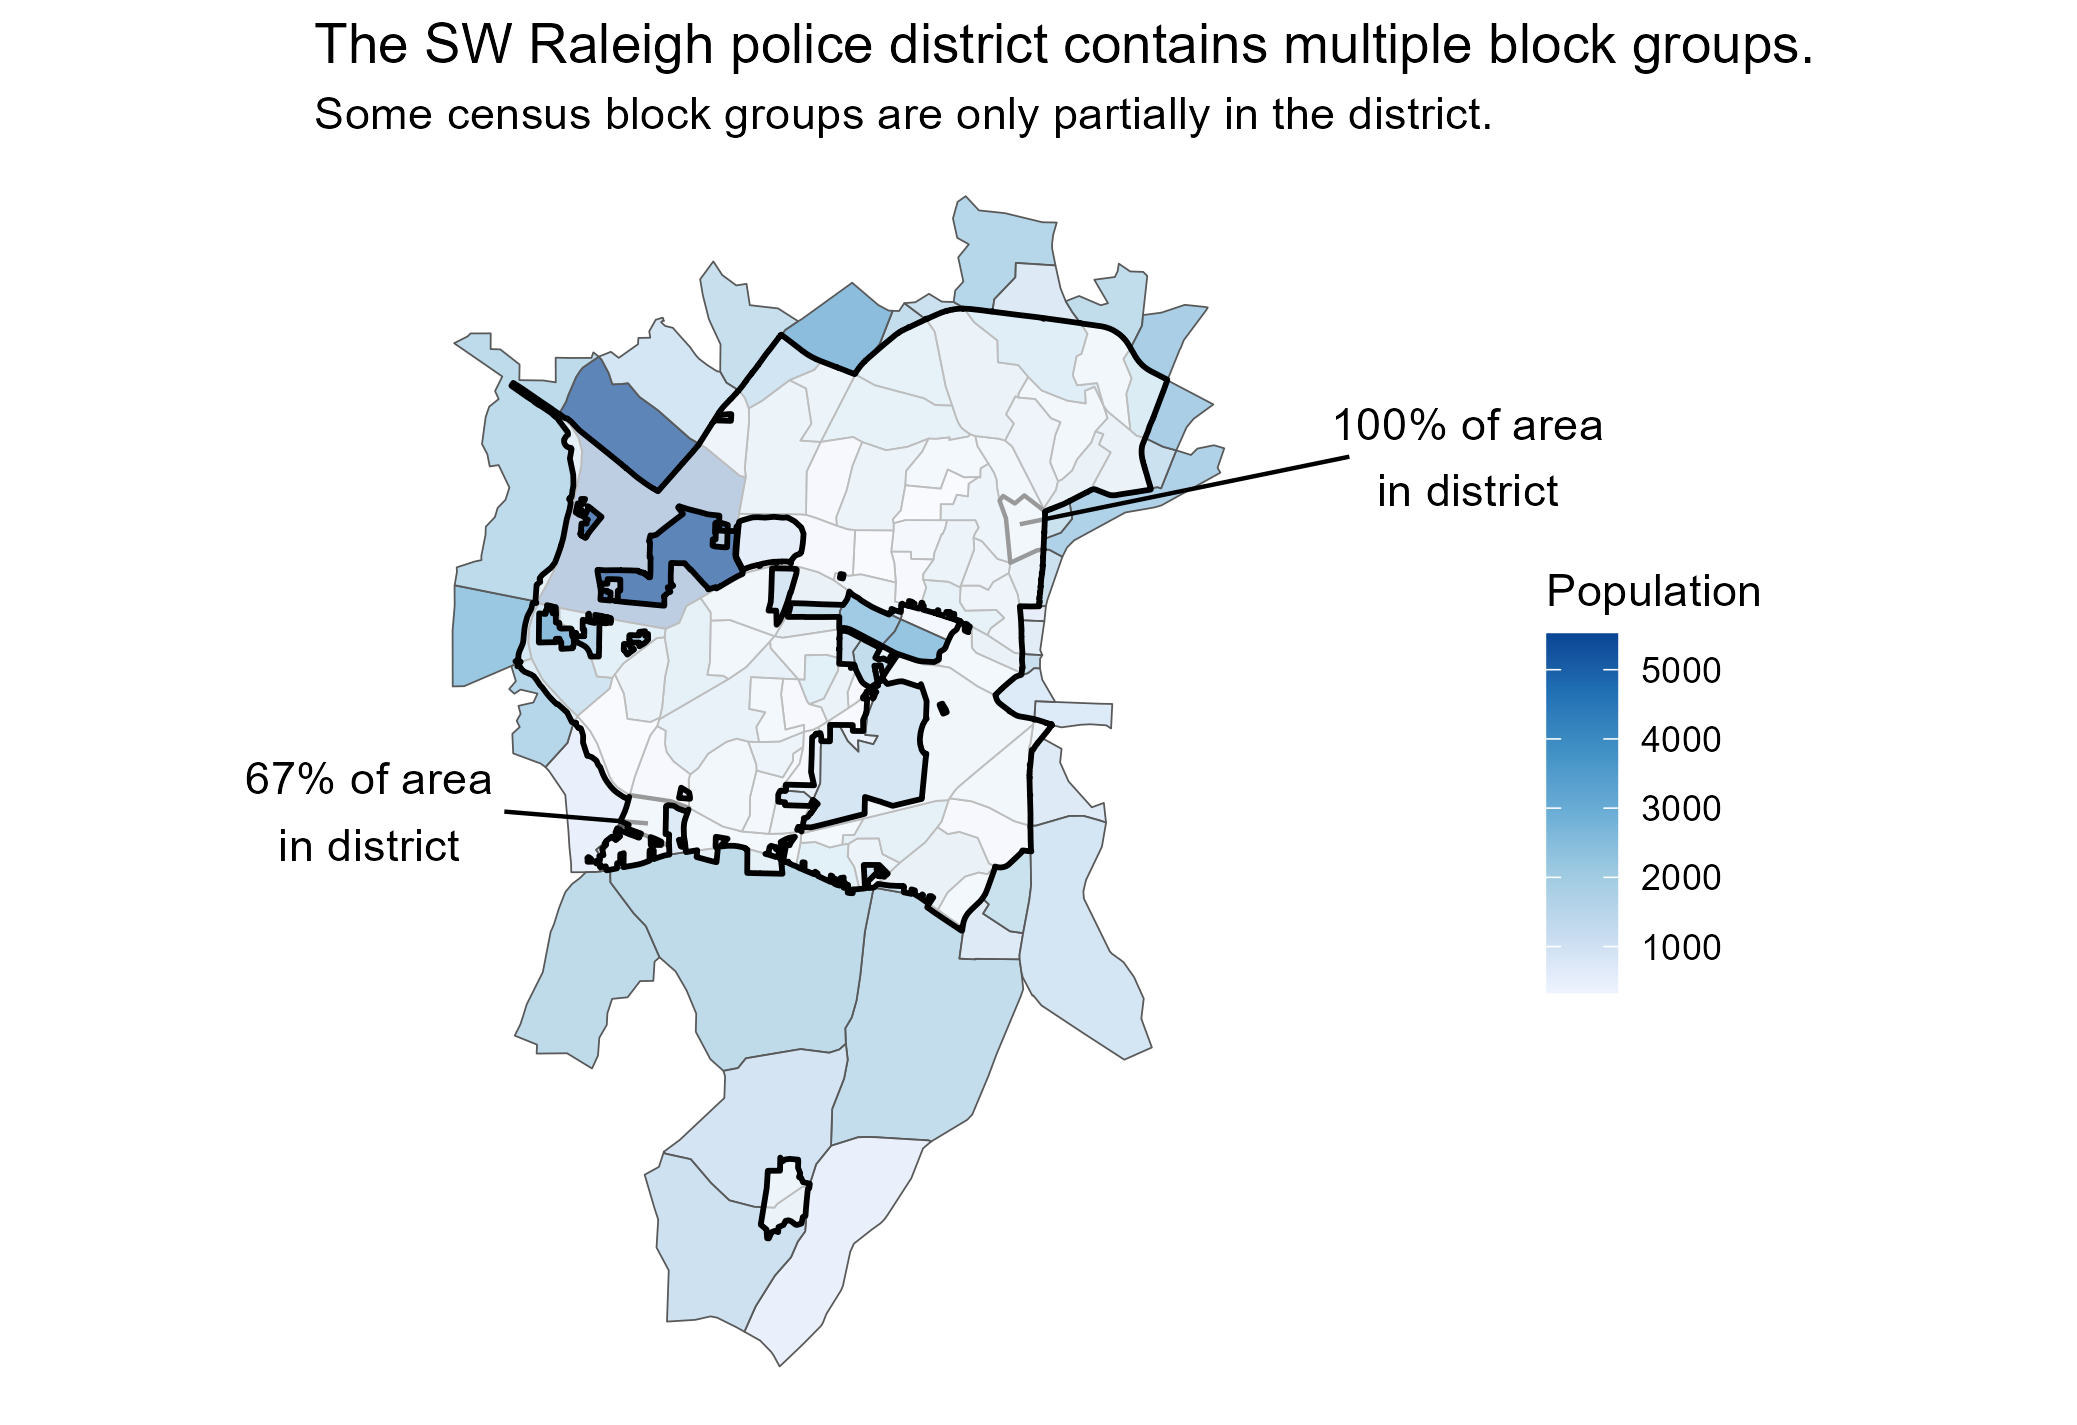 The SW Raleigh police district contains multiple block groups.
Some census block groups are only partially in the district.
100% of area
in district
67% of area
in district
Population
5000
4000
3000
2000
1000